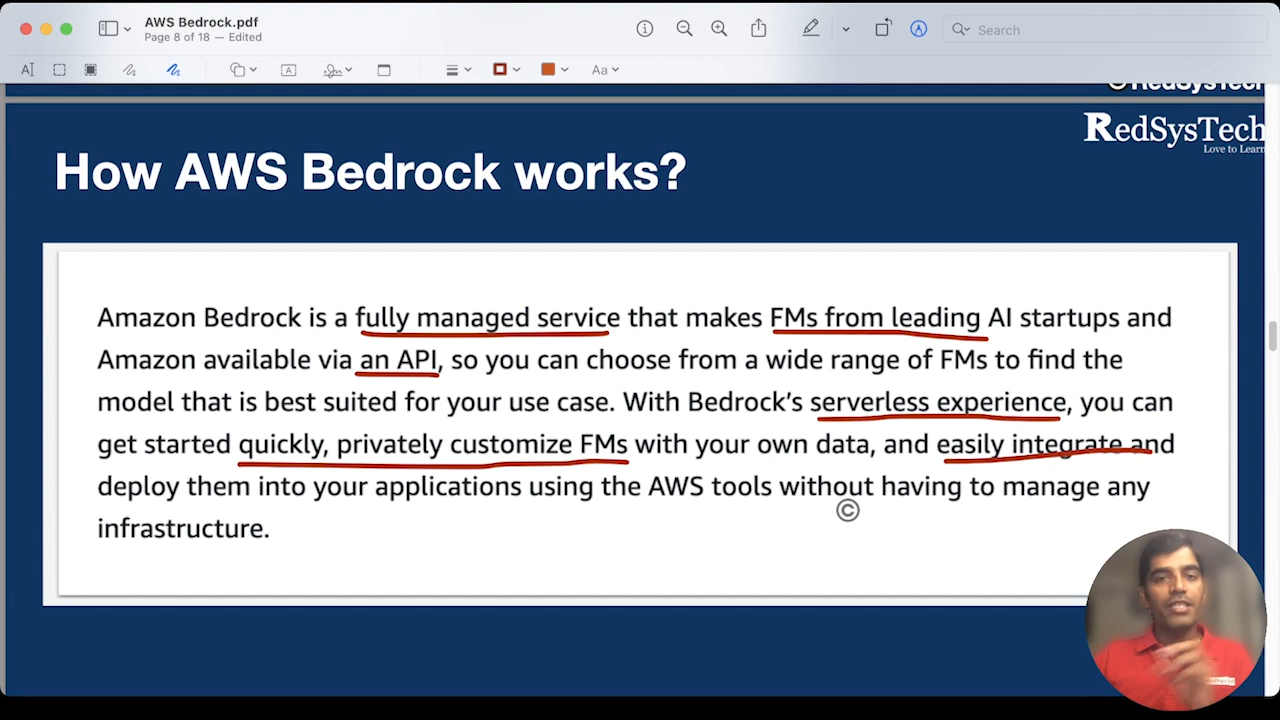 AWS Bedrock.pdf
Page 8 of 18 — Edited
Search
Aa
RedSysTech
RedSysTech
Love to Learn
How AWS Bedrock works?
Amazon Bedrock is a fully managed service that makes FMs from leading AI startups and
Amazon available via an API, so you can choose from a wide range of FMs to find the
model that is best suited for your use case. With Bedrock's serverless experience, you can
get started quickly, privately customize FMs with your own data, and easily integrate and
deploy them into your applications using the AWS tools without having to manage any
infrastructure.
©